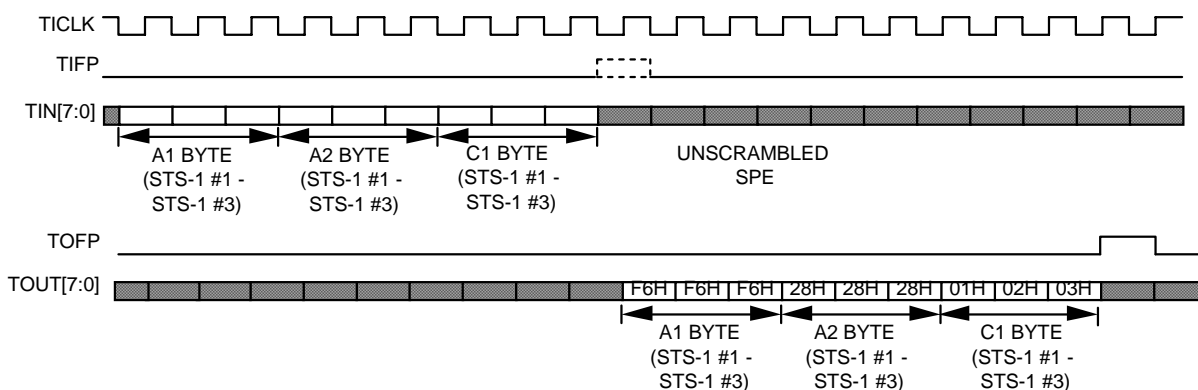 TICLK
TIFP
TIN[7:0]
A1 BYTE
(STS-1 #1 -
STS-1 #3)
A2 BYTE
(STS-1 #1 -
STS-1 #3)
C1 BYTE
(STS-1 #1 -
STS-1 #3)
UNSCRAMBLED
SPE
TOFP
TOUT[7:0]
F6H F6H F6H 28H 28H 28H 01H 02H 03H
A1 BYTE
(STS-1 #1 -
STS-1 #3)
A2 BYTE
(STS-1 #1 -
STS-1 #3)
C1 BYTE
(STS-1 #1 -
STS-1 #3)